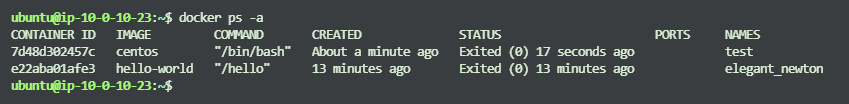 ubuntu@ip-10-0-10-23:~$ docker ps -a
CONTAINER ID   IMAGE         COMMAND       CREATED              STATUS                      PORTS     NAMES
7d48d302457c   centos        "/bin/bash"   About a minute ago   Exited (0) 17 seconds ago             test
e22aba01afe3   hello-world   "/hello"      13 minutes ago       Exited (0) 13 minutes ago             elegant_newton
ubuntu@ip-10-0-10-23:~$